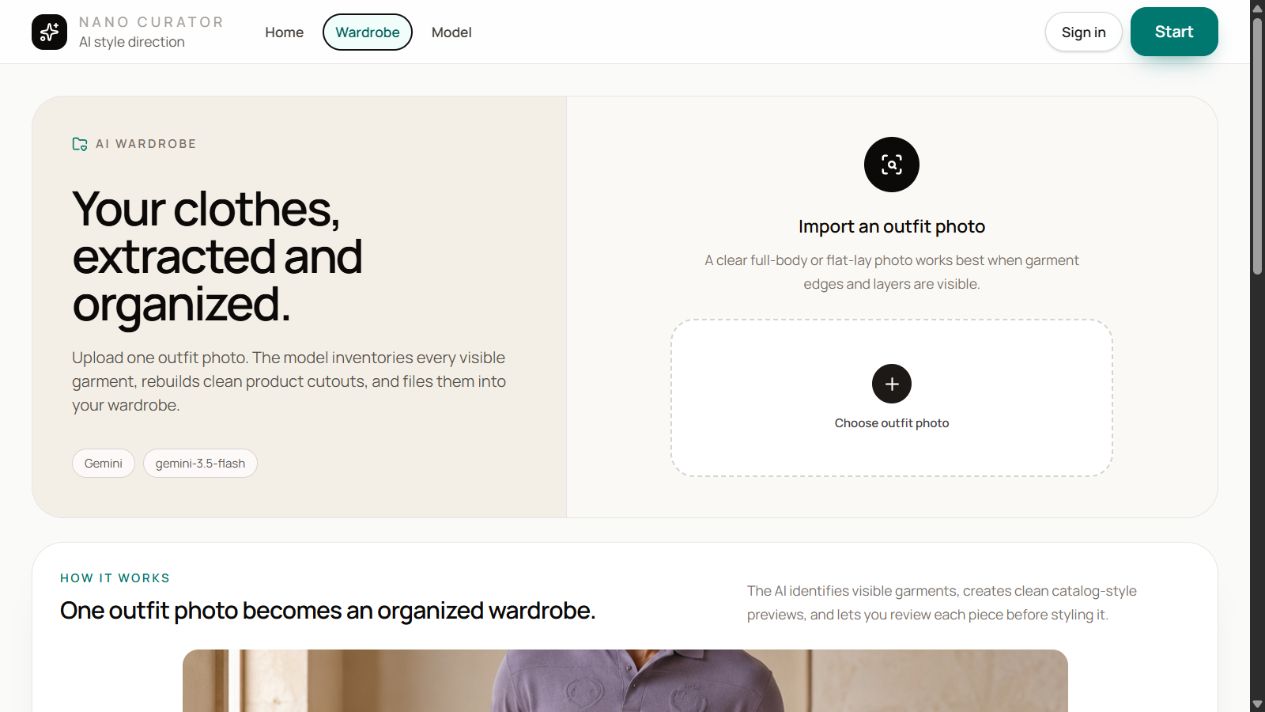 NANO CURATOR
AI style direction
Home
Wardrobe
Model
Sign in
Start
AI WARDROBE
Your clothes,
extracted and
organized.
Upload one outfit photo. The model inventories every visible
garment, rebuilds clean product cutouts, and files them into
your wardrobe.
Gemini
gemini-3.5-flash
Import an outfit photo
A clear full-body or flat-lay photo works best when garment
edges and layers are visible.
Choose outfit photo
HOW IT WORKS
One outfit photo becomes an organized wardrobe.
The AI identifies visible garments, creates clean catalog-style
previews, and lets you review each piece before styling it.